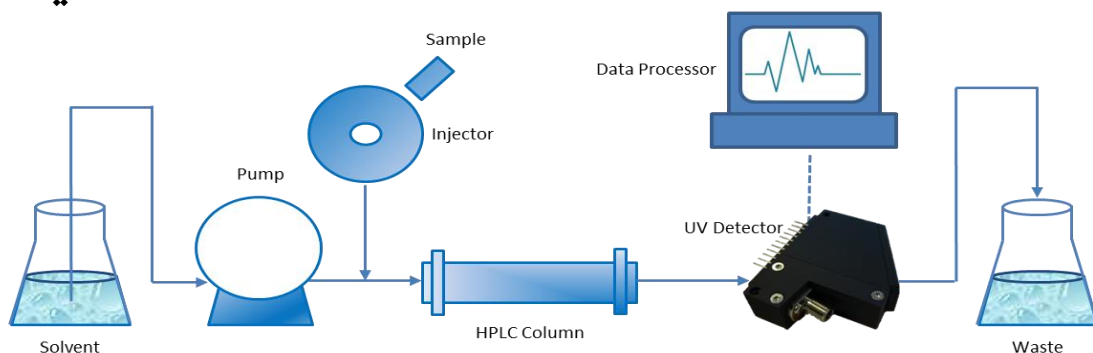 Sample
Data Processor
Injector
Pump
UV Detector
HPLC Column
Solvent
Waste